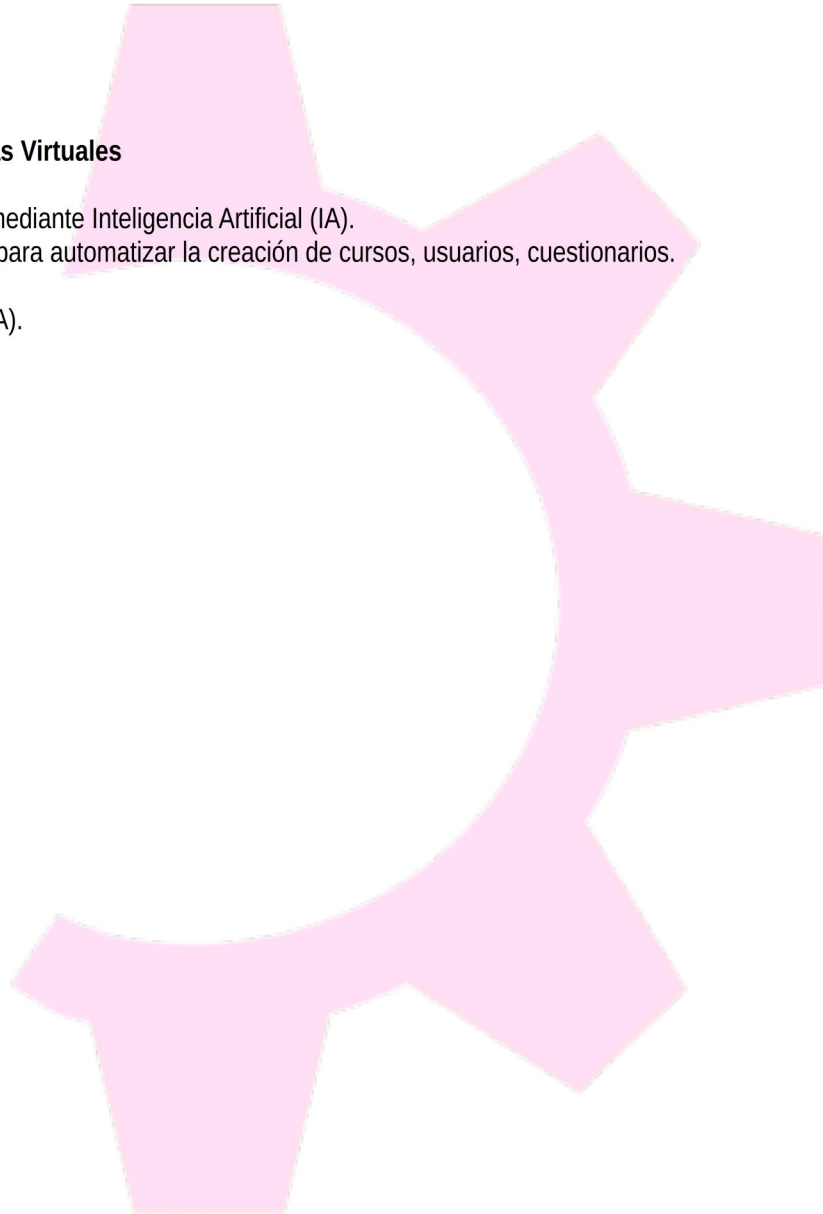 s Virtuales
mediante Inteligencia Artificial (IA).
para automatizar la creación de cursos, usuarios, cuestionarios.
A).